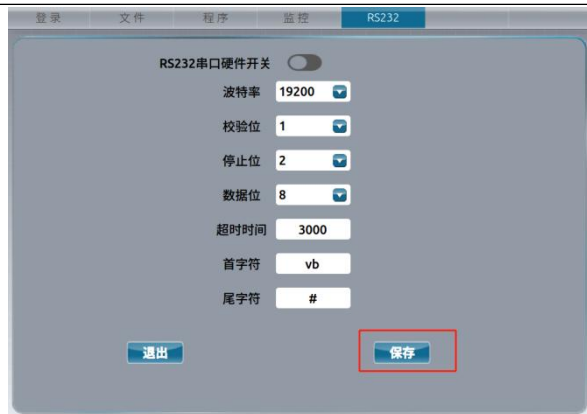 登录 文件 程序 监控 RS232
RS232串口硬件开关
波特率 19200
校验位 1
停止位 2
数据位 8
超时时间 3000
首字符 vb
尾字符 #
退出 保存